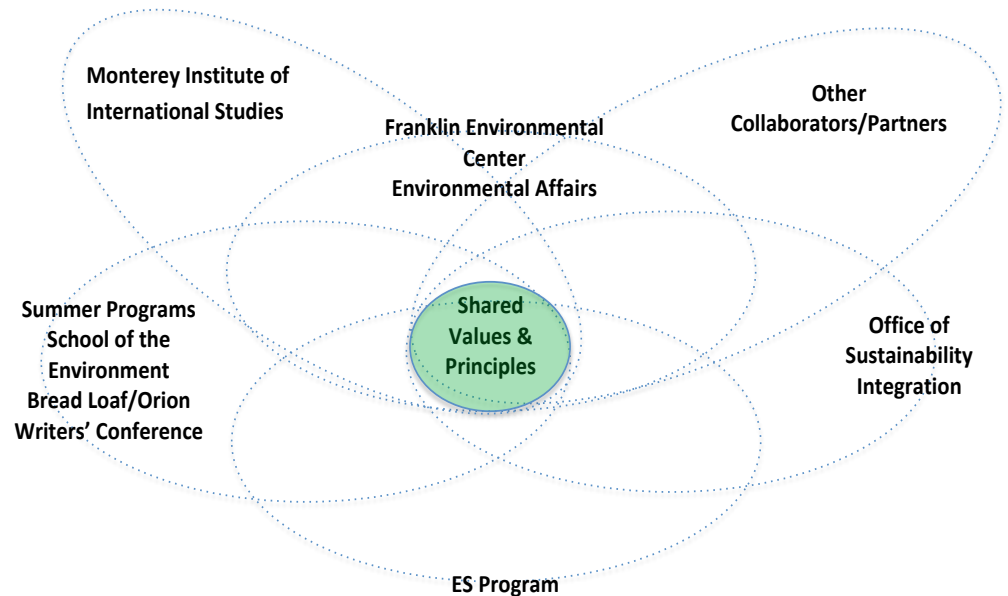 Monterey Institute of
International Studies
Other
Collaborators/Partners
Franklin Environmental
Center
Environmental Affairs
Summer Programs
School of the
Environment
Bread Loaf/Orion
Writers’ Conference
Shared
Values &
Principles
Office of
Sustainability
Integration
ES Program